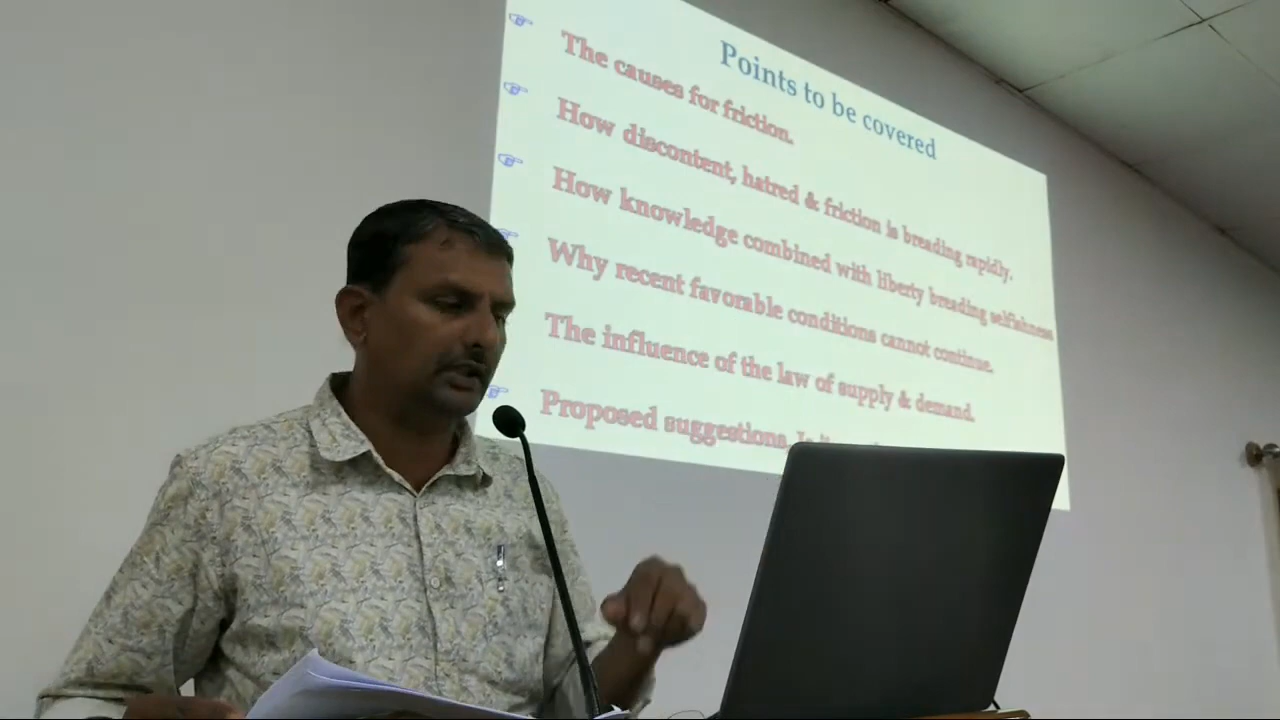 Points to be covered
The causes for friction.
How discontent, hatred & friction is breading rapidly.
How knowledge combined with liberty breading selfishness
Why recent favorable conditions cannot continue.
The influence of the law of supply & demand.
Proposed suggestions.